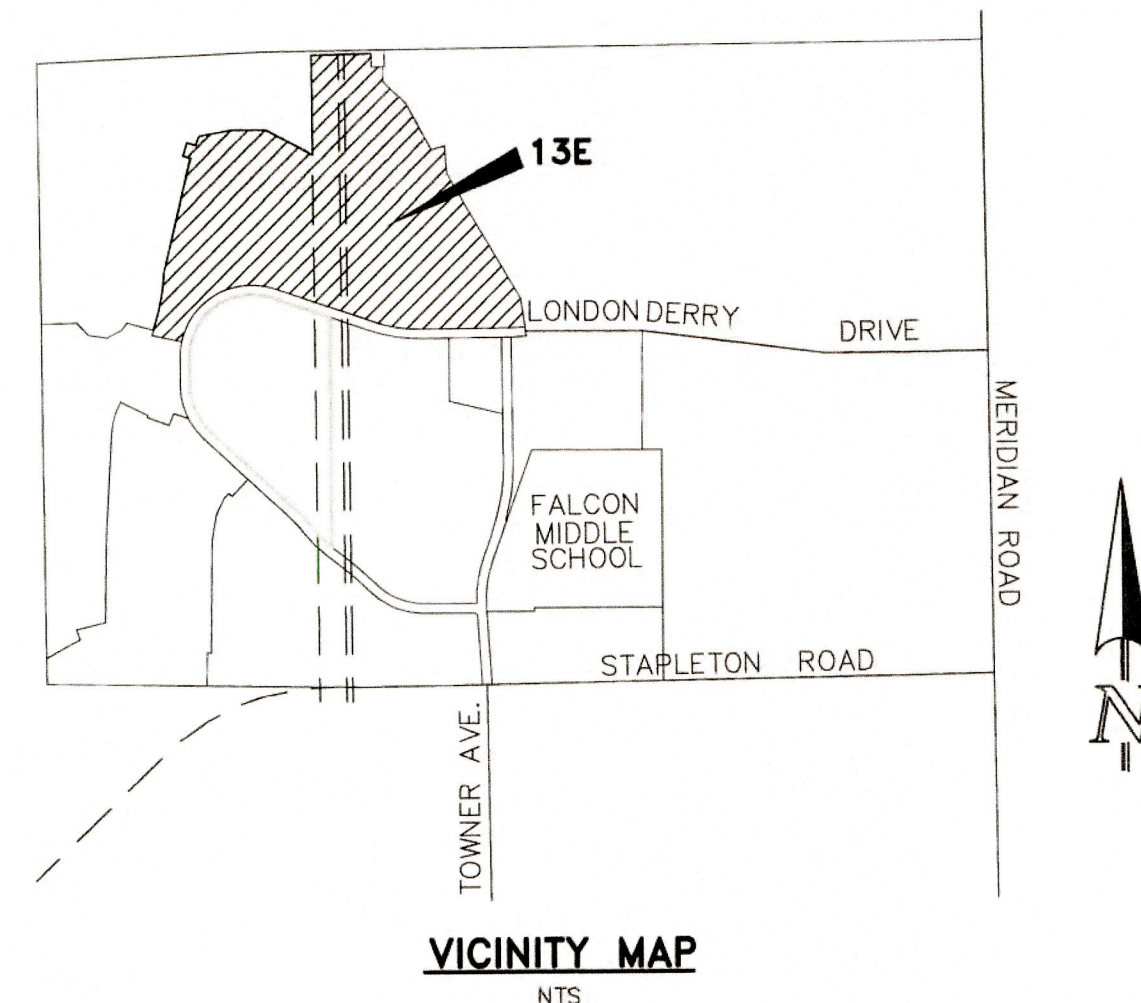 13E
LONDONDERRY DRIVE
MERIDIAN ROAD
FALCON
MIDDLE
SCHOOL
STAPLETON ROAD
TOWNER AVE.
N
VICINITY MAP
NTS